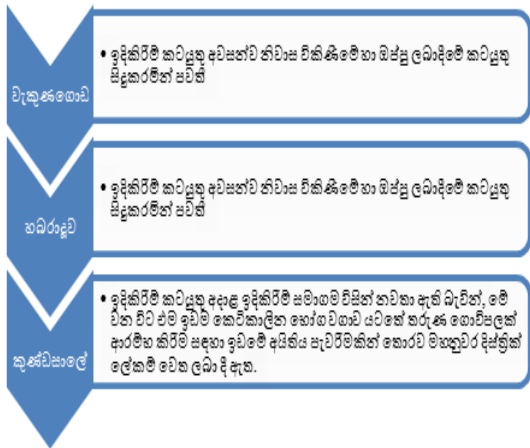 වැකුණගොඩ
• ඉදිකිරීම් කටයුතු අවසන්ව නිවාස විකිණීමේ හා ඔප්පු ලබාදීමේ කටයුතු
සිදුකරමින් පවතී
හබරාදූව
• ඉදිකිරීම් කටයුතු අවසන්ව නිවාස විකිණීමේ හා ඔප්පු ලබාදීමේ කටයුතු
සිදුකරමින් පවතී
කුණ්ඩසාලේ
• ඉදිකිරීම් කටයුතු අදාළ ඉදිකිරීම් සමාගම විසින් නවතා ඇති බැවින්, මේ
වන විට එම ඉඩම කෙටිකාලීන භෝග වගාව යටතේ තරුණ ගොවිපලක්
ආරම්භ කිරීම සඳහා ඉඩමේ අයිතිය පැවරීමකින් තොරව මහනුවර දිස්ත්‍රික්
ලේකම් වෙත ලබා දී ඇත.